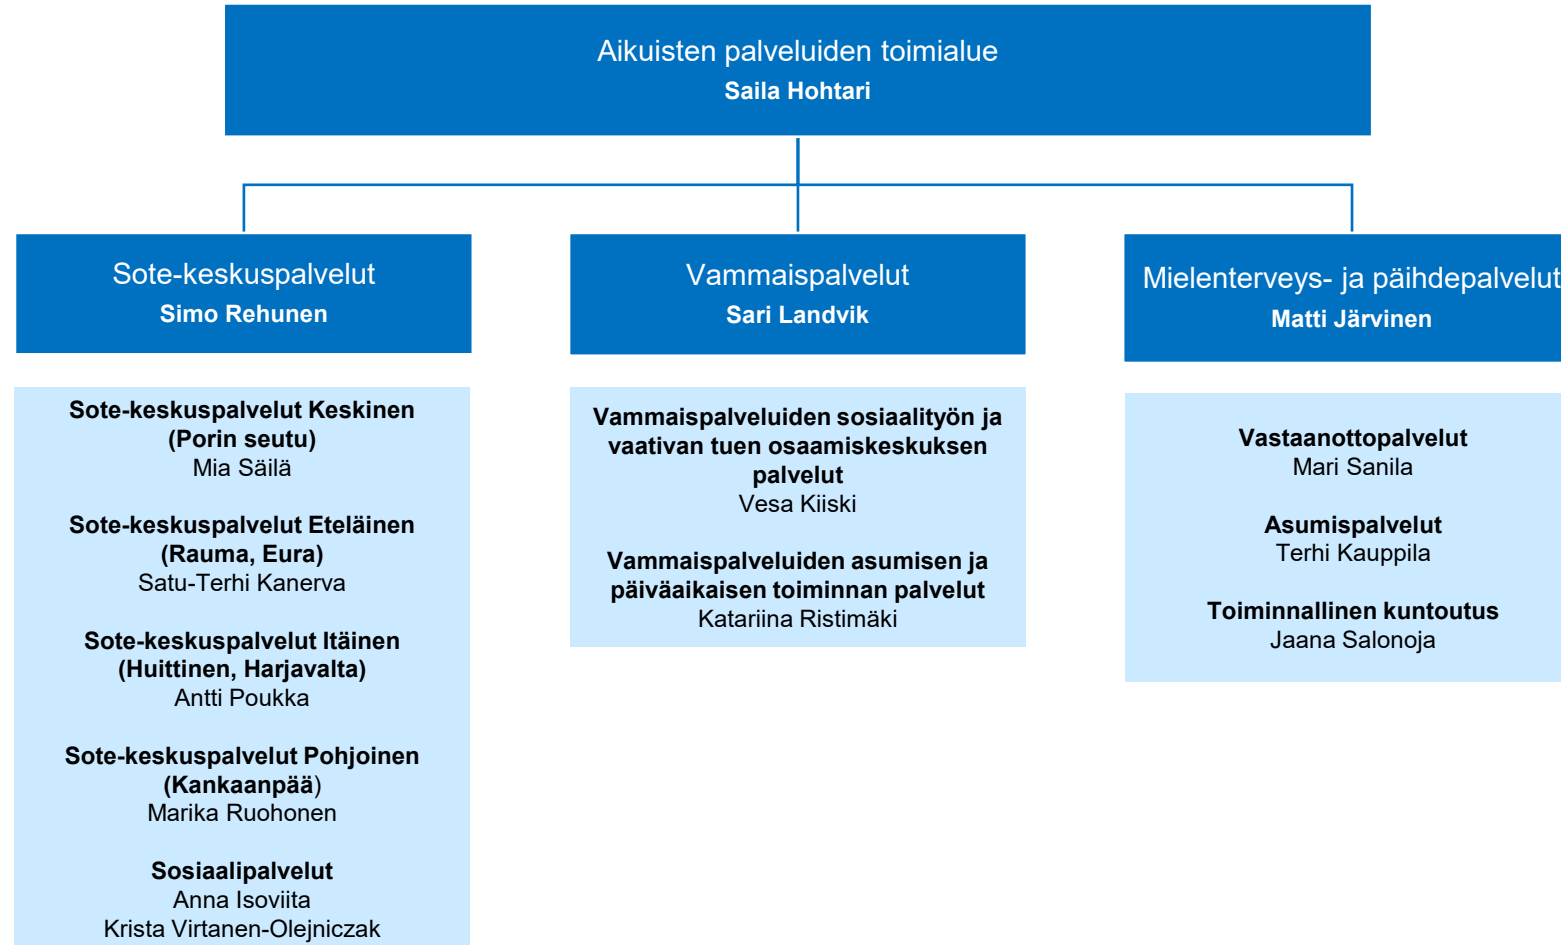 Aikuisten palveluiden toimialue
Saila Hohtari
Sote-keskuspalvelut
Simo Rehunen
Sote-keskuspalvelut Keskinen
(Porin seutu)
Mia Säilä
Sote-keskuspalvelut Eteläinen
(Rauma, Eura)
Satu-Terhi Kanerva
Sote-keskuspalvelut Itäinen
(Huittinen, Harjavalta)
Antti Poukka
Sote-keskuspalvelut Pohjoinen
(Kankaanpää)
Marika Ruohonen
Sosiaalipalvelut
Anna Isoviita
Krista Virtanen-Olejniczak
Vammaispalvelut
Sari Landvik
Vammaispalveluiden sosiaalityön ja
vaativan tuen osaamiskeskuksen
palvelut
Vesa Kiiski
Vammaispalveluiden asumisen ja
päiväaikaisen toiminnan palvelut
Katariina Ristimäki
Mielenterveys- ja päihdepalvelut
Matti Järvinen
Vastaanottopalvelut
Mari Sanila
Asumispalvelut
Terhi Kauppila
Toiminnallinen kuntoutus
Jaana Salonoja